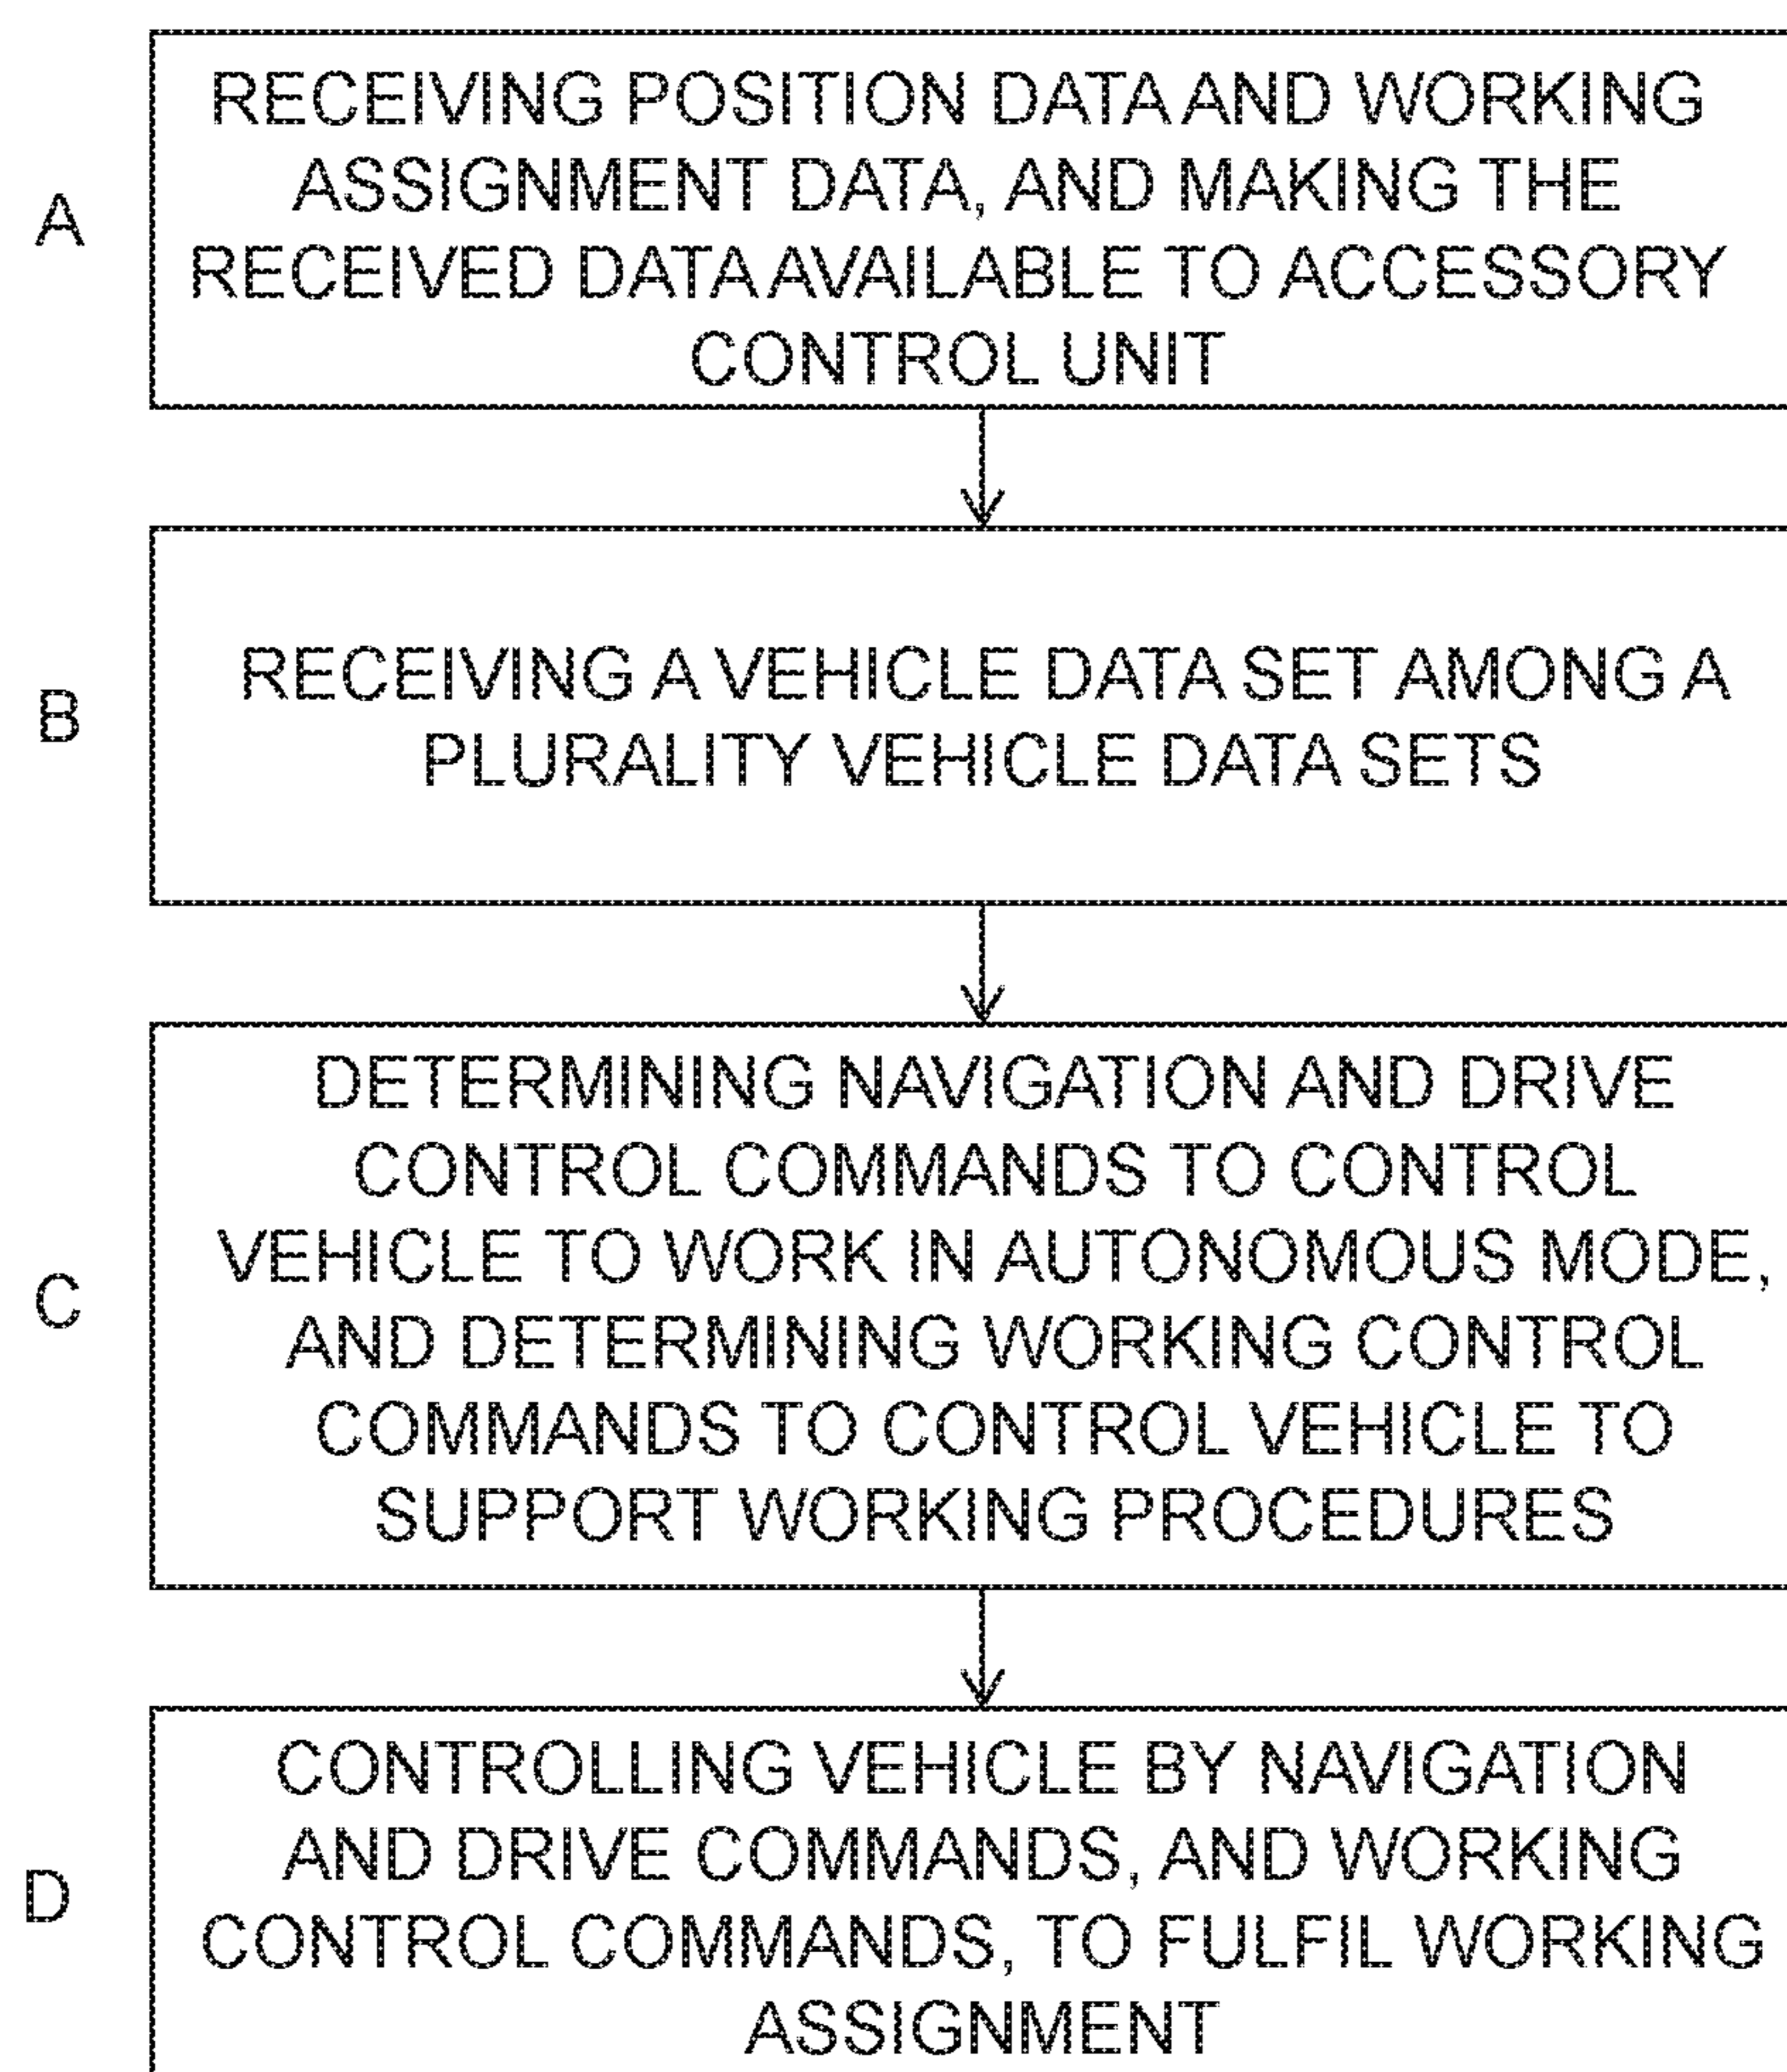 A
RECEIVING POSITION DATA AND WORKING
ASSIGNMENT DATA, AND MAKING THE
RECEIVED DATA AVAILABLE TO ACCESSORY
CONTROL UNIT
B
RECEIVING A VEHICLE DATA SET AMONG A
PLURALITY VEHICLE DATA SETS
C
DETERMINING NAVIGATION AND DRIVE
CONTROL COMMANDS TO CONTROL
VEHICLE TO WORK IN AUTONOMOUS MODE,
AND DETERMINING WORKING CONTROL
COMMANDS TO CONTROL VEHICLE TO
SUPPORT WORKING PROCEDURES
D
CONTROLLING VEHICLE BY NAVIGATION
AND DRIVE COMMANDS, AND WORKING
CONTROL COMMANDS, TO FULFIL WORKING
ASSIGNMENT